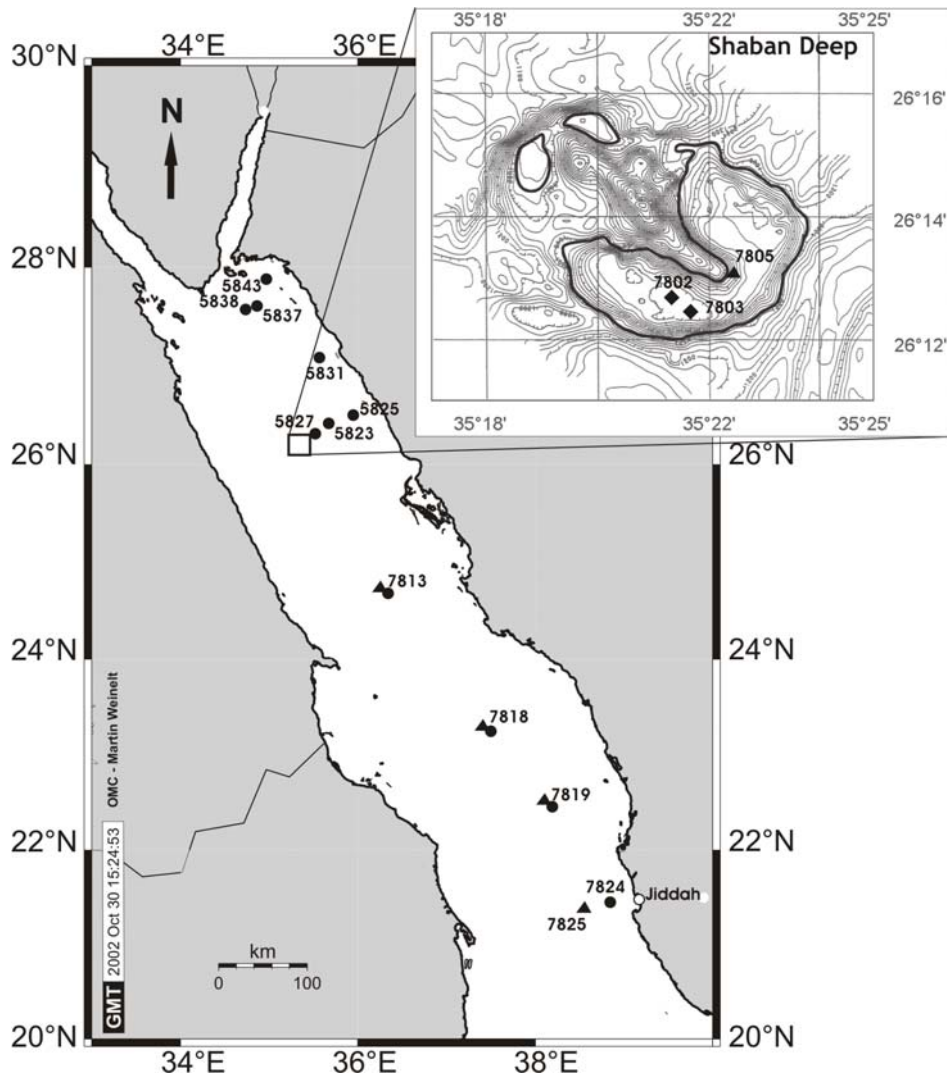 35°18' 35°22' 35°25'
34°E 36°E
30°N
Shaban Deep
26°16'
N
26°14'
7805
7802
28°N
5843
5838
7803
5837
26°12'
5831
5825
5827
5823
35°18' 35°22' 35°25'
26°N 26°N
7813
24°N 24°N
OMC - Martin Weinelt
7818
7819
22°N 22°N
GMT 2002 Oct 30 15:24:53
7824
Jiddah
7825
km
0 100
20°N 20°N
34°E 36°E 38°E